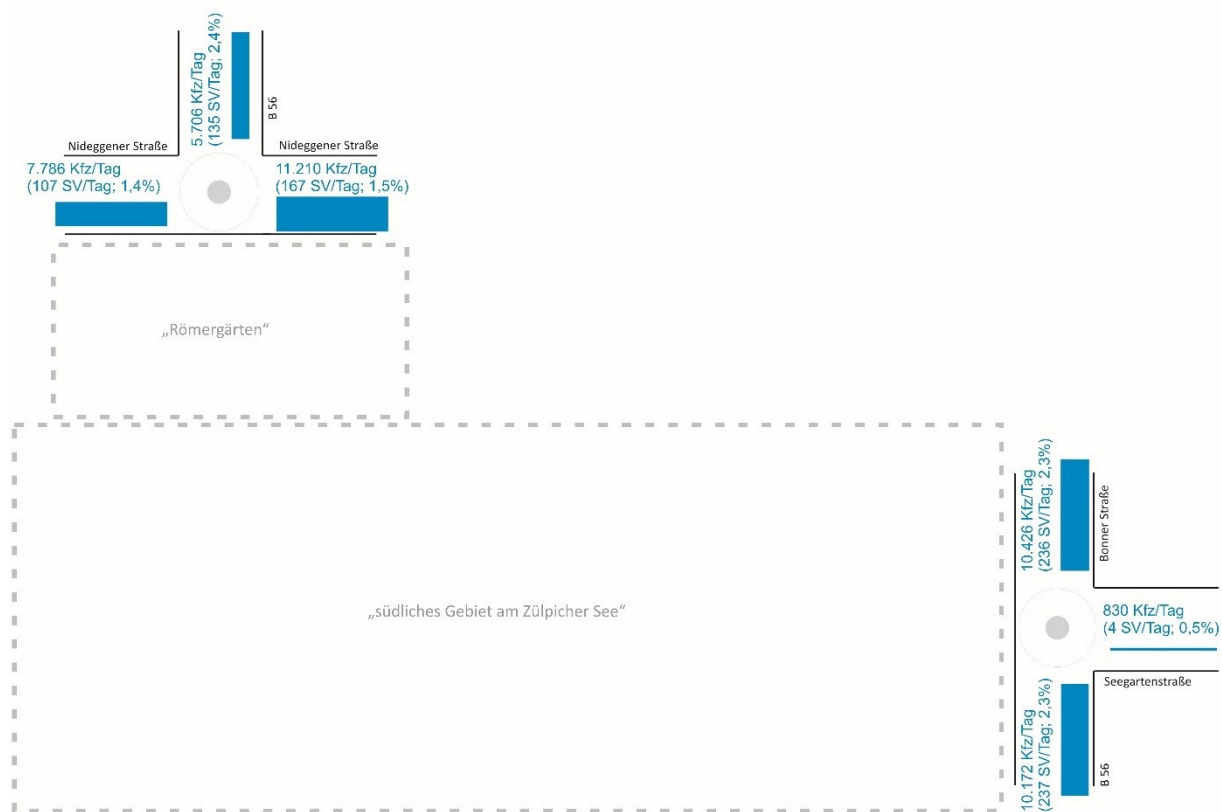 5.706 Kfz/Tag
(135 SV/Tag; 2,4%)
B 56
Nideggener Straße
Nideggener Straße
7.786 Kfz/Tag
(107 SV/Tag; 1,4%)
11.210 Kfz/Tag
(167 SV/Tag; 1,5%)
„Römergärten“
„südliches Gebiet am Zülpicher See“
10.426 Kfz/Tag
(236 SV/Tag; 2,3%)
Bonner Straße
830 Kfz/Tag
(4 SV/Tag; 0,5%)
Seegartenstraße
10.172 Kfz/Tag
(237 SV/Tag; 2,3%)
B 56